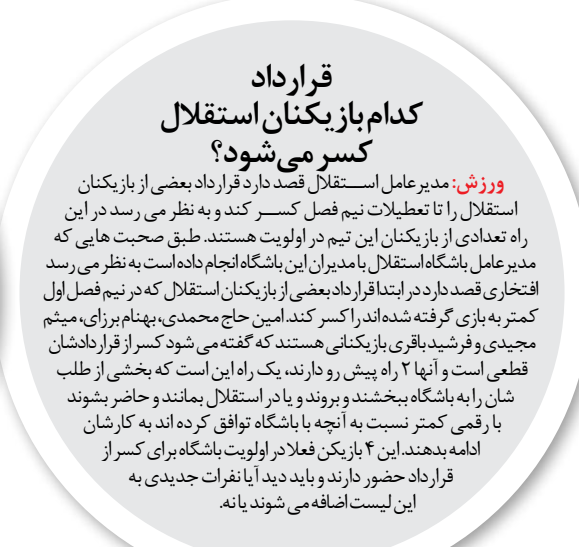 قرارداد
کدام بازیکنان استقلال
کسر می‌شود؟
ورزش: مدیرعامل استقلال قصد دارد قرارداد بعضی از بازیکنان
استقلال را تا تعطیلات نیم فصل کسر کند و به نظر می رسد در این
راه تعدادی از بازیکنان این تیم در اولویت هستند. طبق صحبت هایی که
مدیرعامل باشگاه استقلال با مدیران این باشگاه انجام داده است به نظر می رسد
افتخاری قصد دارد در ابتدا قرارداد بعضی از بازیکنان استقلال که در نیم فصل اول
کمتر به بازی گرفته شده اند را کسر کند. امین حاج محمدی، بهنام برزای، میثم
مجیدی و فرشید باقری بازیکنانی هستند که گفته می شود کسر از قراردادشان
قطعی است و آنها ۲ راه پیش رو دارند، یک راه این است که بخشی از طلب
شان را به باشگاه ببخشند و بروند و یا در استقلال بمانند و حاضر بشوند
با رقمی کمتر نسبت به آنچه با باشگاه توافق کرده اند به کارشان
ادامه بدهند. این ۴ بازیکن فعلا در اولویت باشگاه برای کسر از
قرارداد حضور دارند و باید دید آیا نفرات جدیدی به
این لیست اضافه می شوند یا نه.